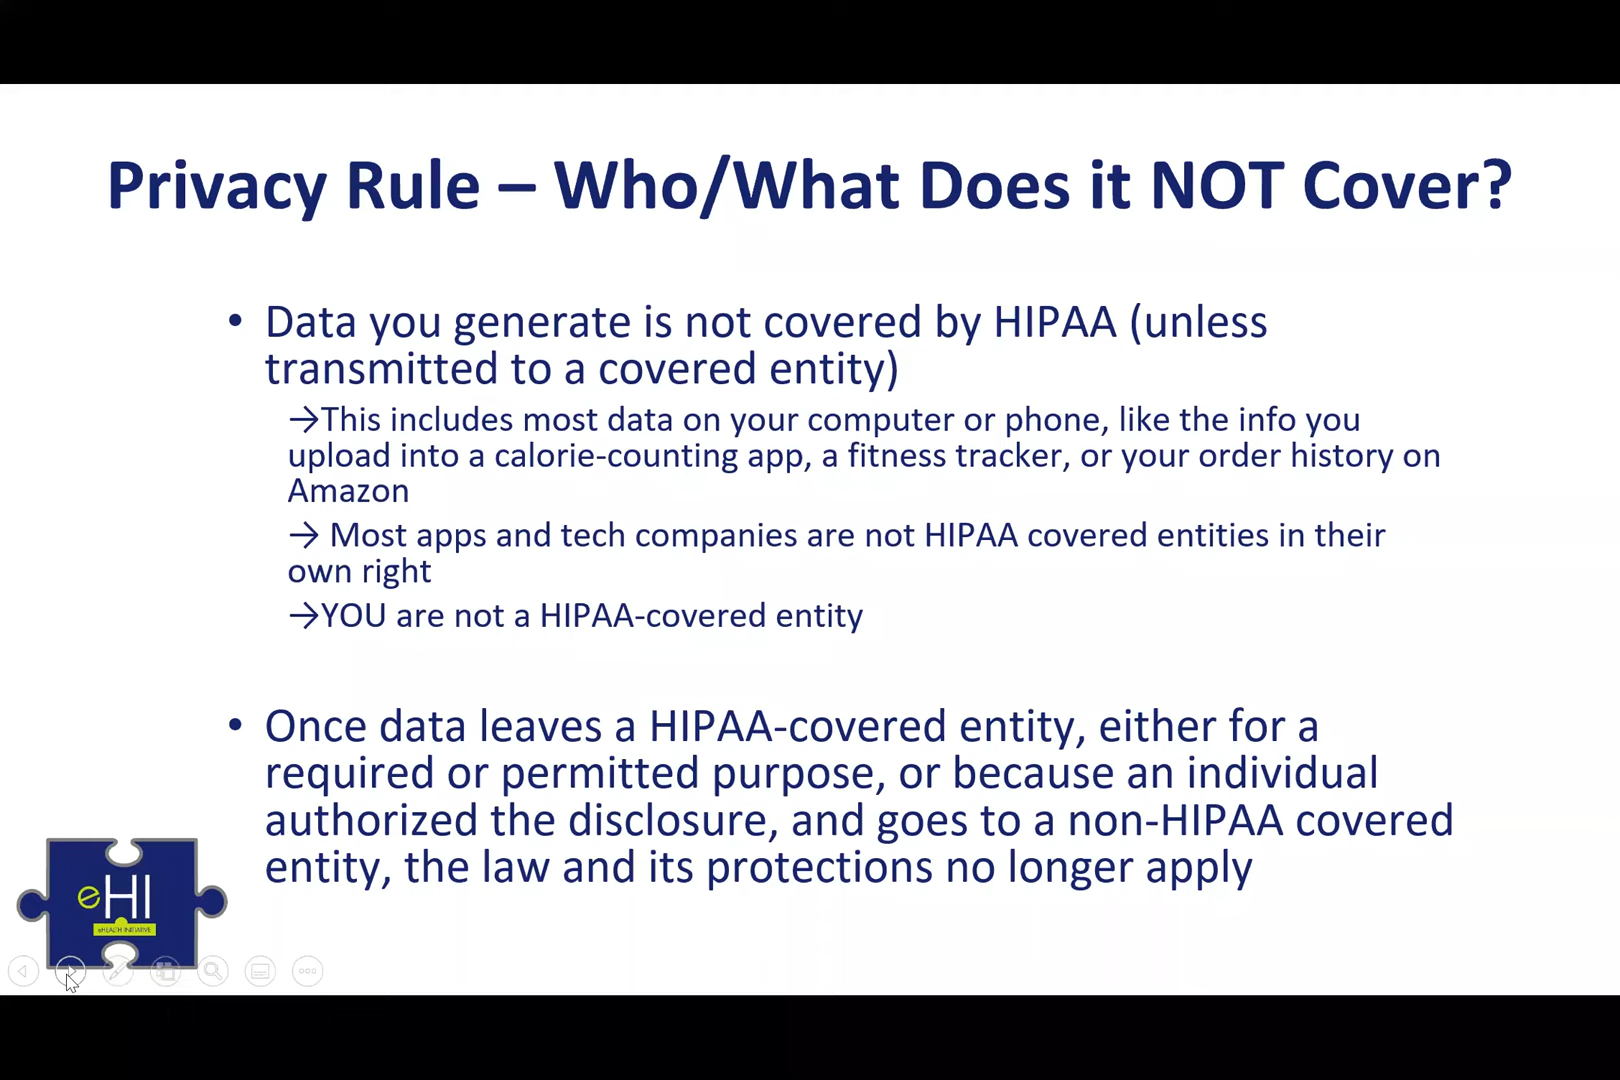 Privacy Rule – Who/What Does it NOT Cover?
• Data you generate is not covered by HIPAA (unless
transmitted to a covered entity)
→This includes most data on your computer or phone, like the info you
upload into a calorie-counting app, a fitness tracker, or your order history on
Amazon
→ Most apps and tech companies are not HIPAA covered entities in their
own right
→YOU are not a HIPAA-covered entity
• Once data leaves a HIPAA-covered entity, either for a
required or permitted purpose, or because an individual
authorized the disclosure, and goes to a non-HIPAA covered
entity, the law and its protections no longer apply
eHI
eHEALTH INITIATIVE